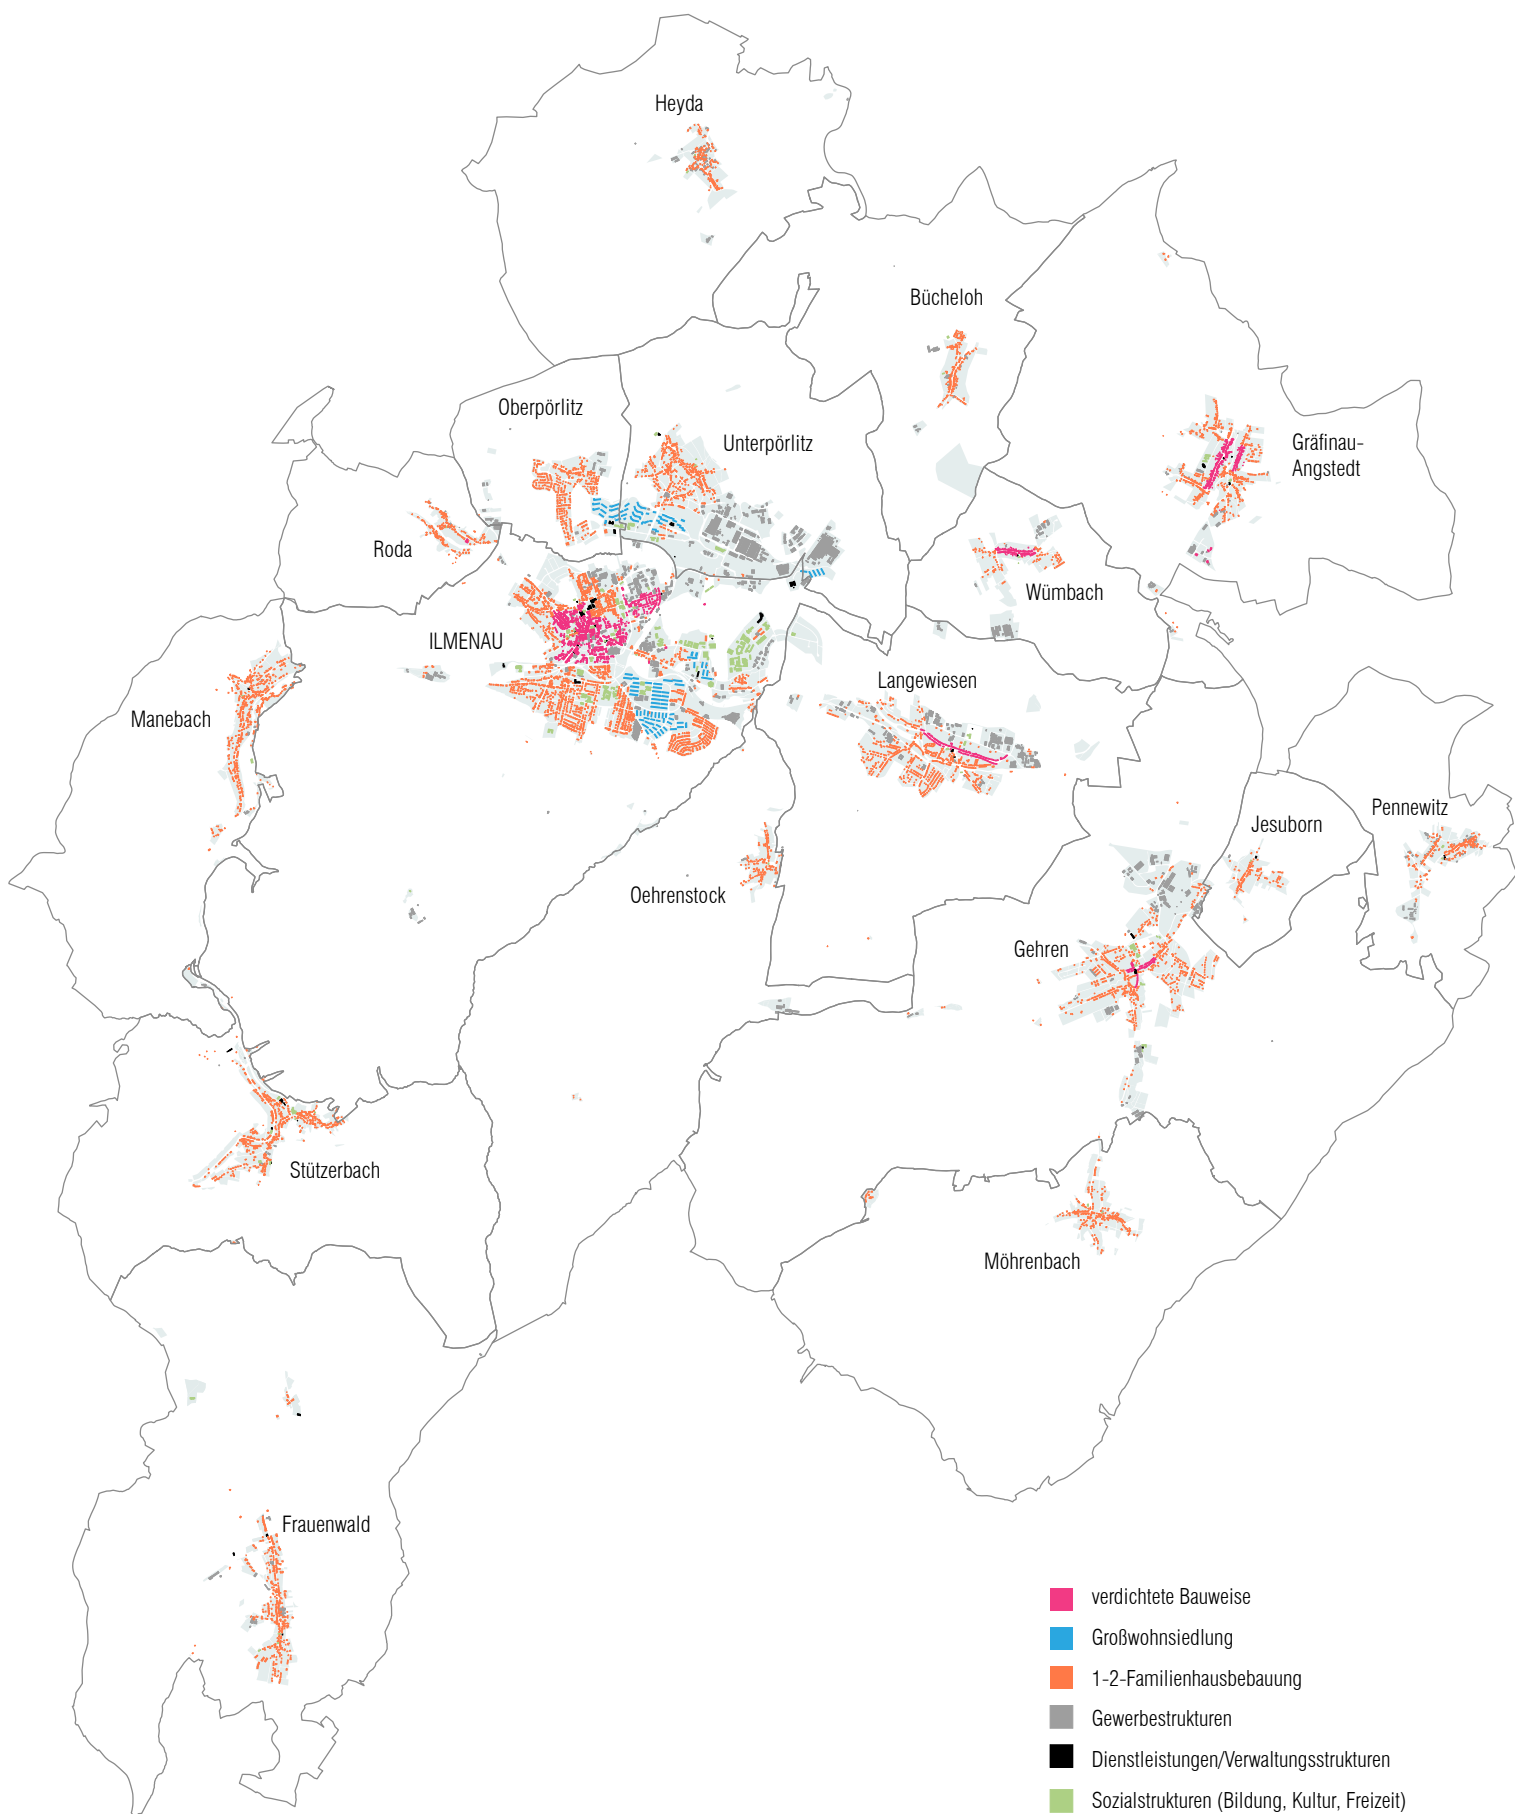 Heyda
Bücheloh
Oberpörlitz
Unterpörlitz
Gräfinau-
Angstedt
Roda
Wümbach
ILMENAU
Langewiesen
Manebach
Pennewitz
Jesuborn
Oehrenstock
Gehren
Stützerbach
Möhrenbach
Frauenwald
verdichtete Bauweise
Großwohnsiedlung
1-2-Familienhausbebauung
Gewerbestrukturen
Dienstleistungen/Verwaltungsstrukturen
Sozialstrukturen (Bildung, Kultur, Freizeit)